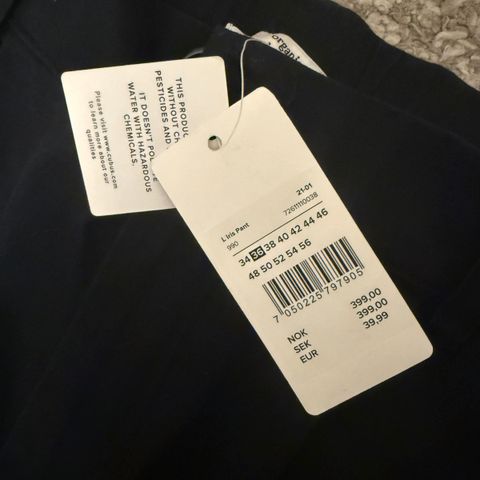 organi
THIS PRODUC
WITHOUT CH
PESTICIDES AND
IT DOESN'T POL
WATER WITH HAZARDOUS
CHEMICALS.
Please visit www.cubus.com
to learn more about our
qualities
21-01
L Iris Pant 72611110038
990
34 36 38 40 42 44 46
48 50 52 54 56
7 050225 797905
NOK 399.00
SEK 399.00
EUR 39.99